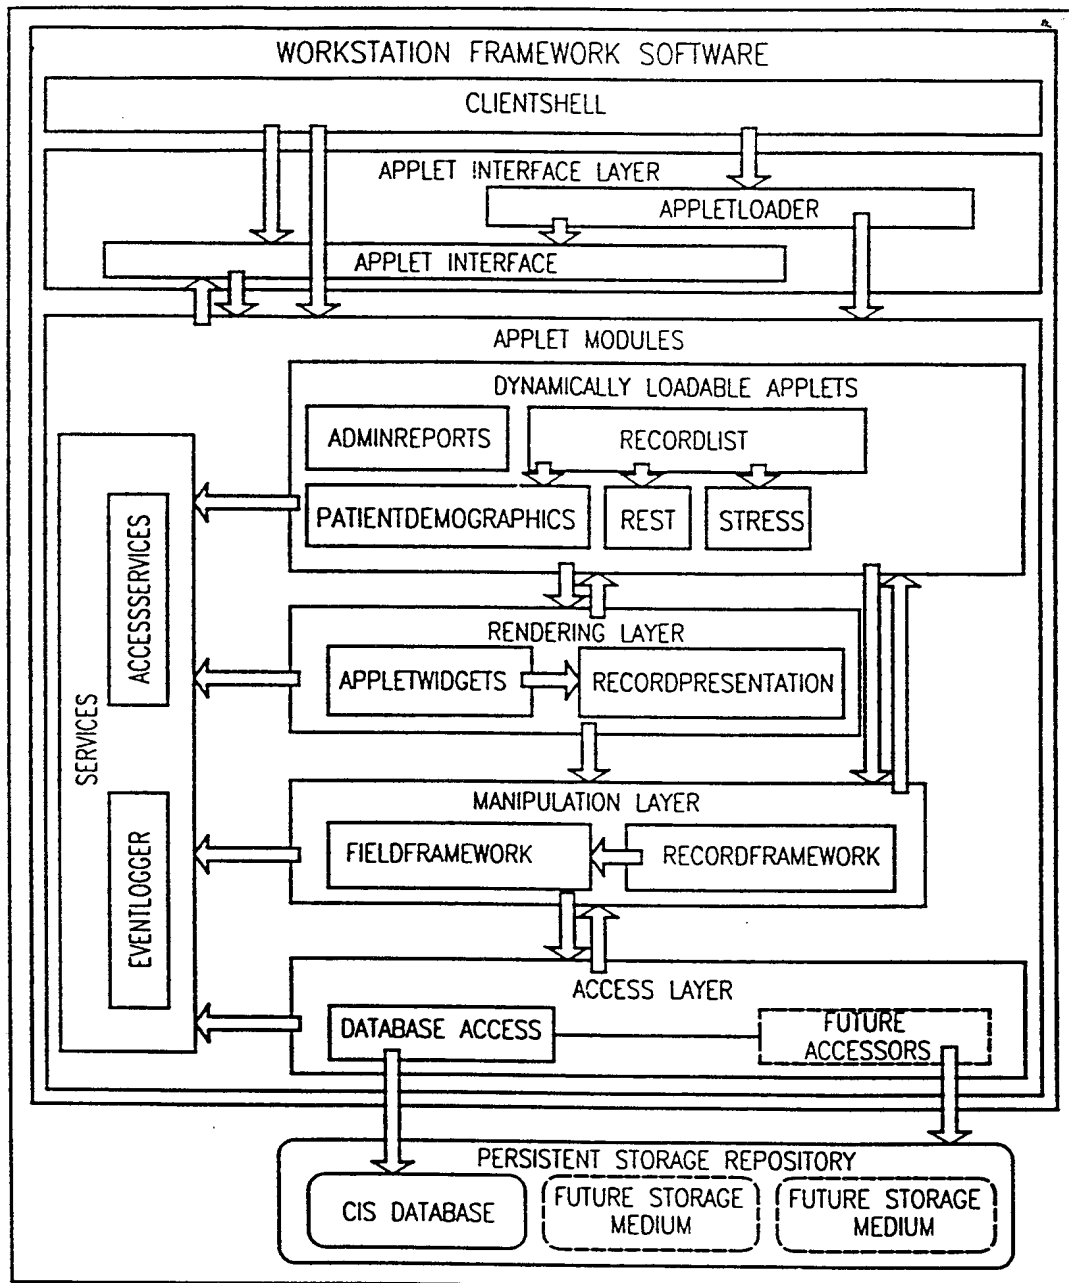 WORKSTATION FRAMEWORK SOFTWARE
CLIENTSHELL
APPLET INTERFACE LAYER
APPLETLOADER
APPLET INTERFACE
APPLET MODULES
DYNAMICALLY LOADABLE APPLETS
ADMINREPORTS
RECORDLIST
PATIENTDEMOGRAPHICS
REST
STRESS
SERVICES
ACCESSSERVICES
EVENTLOGGER
RENDERING LAYER
APPLETWIDGETS
RECORDPRESENTATION
MANIPULATION LAYER
FIELDFRAMEWORK
RECORDFRAMEWORK
ACCESS LAYER
DATABASE ACCESS
FUTURE
ACCESSORS
PERSISTENT STORAGE REPOSITORY
CIS DATABASE
FUTURE STORAGE
MEDIUM
FUTURE STORAGE
MEDIUM